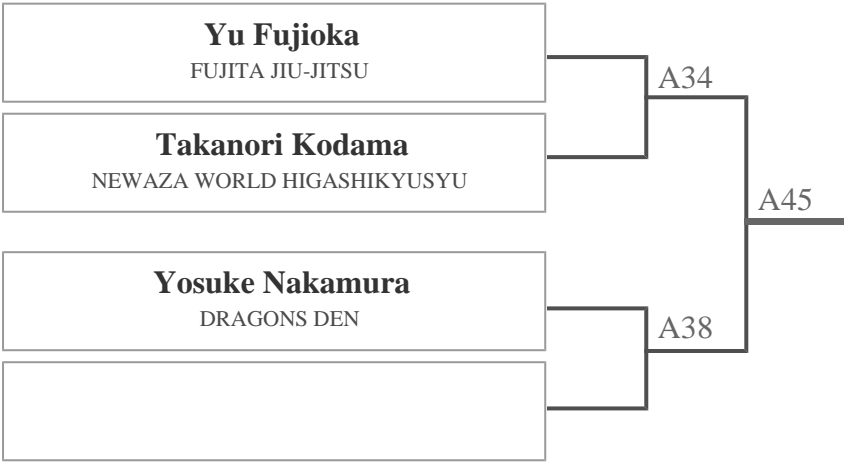 Yu Fujioka
FUJITA JIU-JITSU
A34
Takanori Kodama
NEWAZA WORLD HIGASHIKYUSYU
A45
Yosuke Nakamura
DRAGONS DEN
A38